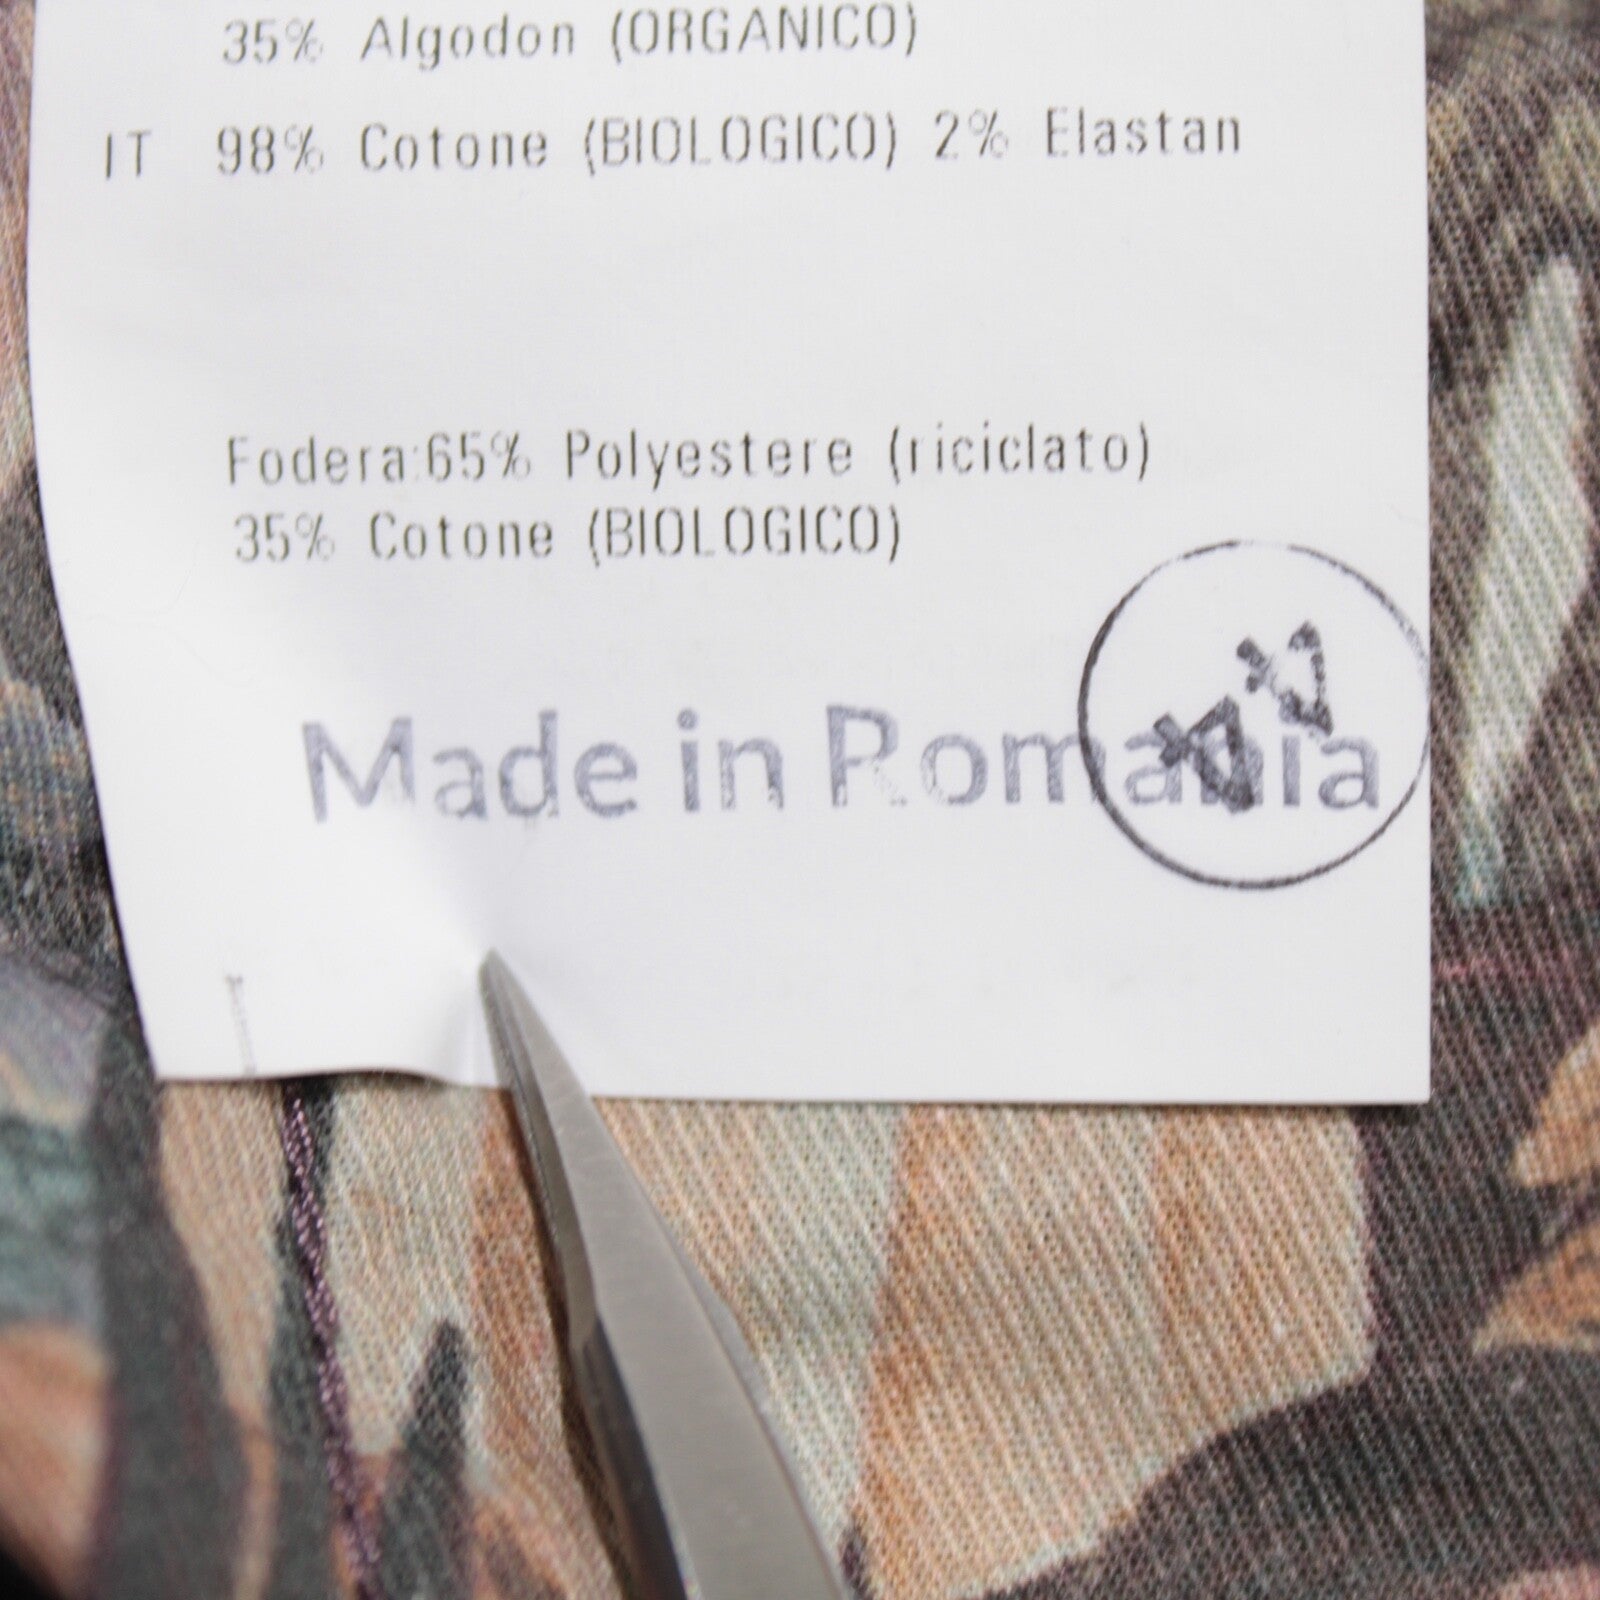 35% Algodon (ORGANICO)
IT 98% Cotone (BIOLOGICO) 2% Elastan
Fodera:65% Polyestere (riciclato)
35% Cotone (BIOLOGICO)
Made in Romania